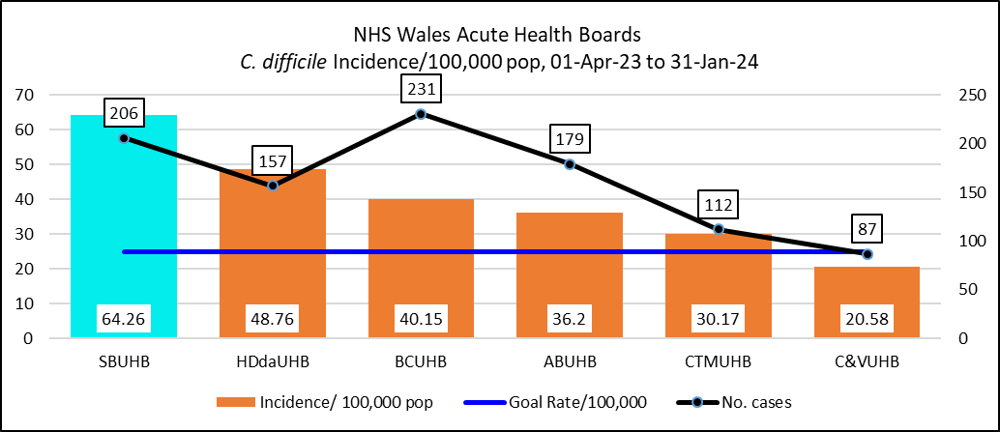 NHS Wales Acute Health Boards
C. difficile Incidence/100,000 pop, 01-Apr-23 to 31-Jan-24
70
60
50
40
30
20
10
0
250
200
150
100
50
0
206
157
231
179
112
87
64.26
48.76
40.15
36.2
30.17
20.58
SBUHB
HDdaUHB
BCUHB
ABUHB
CTMUHB
C&VUHB
Incidence/ 100,000 pop
Goal Rate/100,000
No. cases